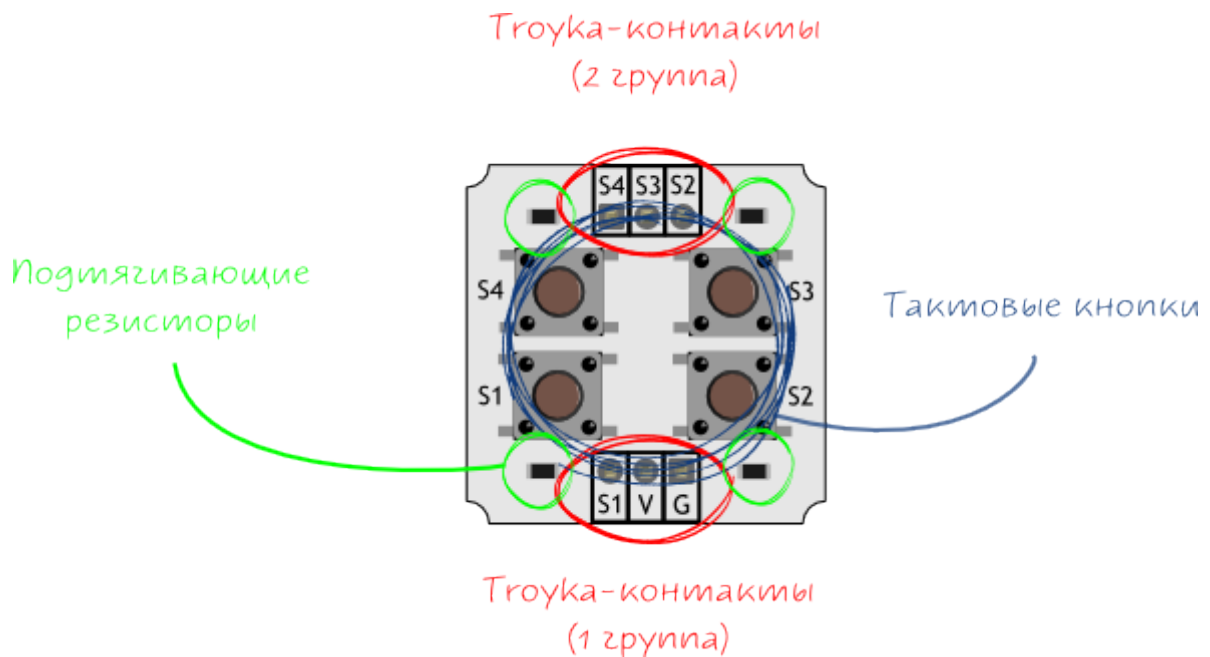 Troyka-контакты
(2 группа)
S4 S3 S2
Подтягивающие
резисторы
S4
S3
Тактовые кнопки
S1
S2
S1 V G
Troyka-контакты
(1 группа)